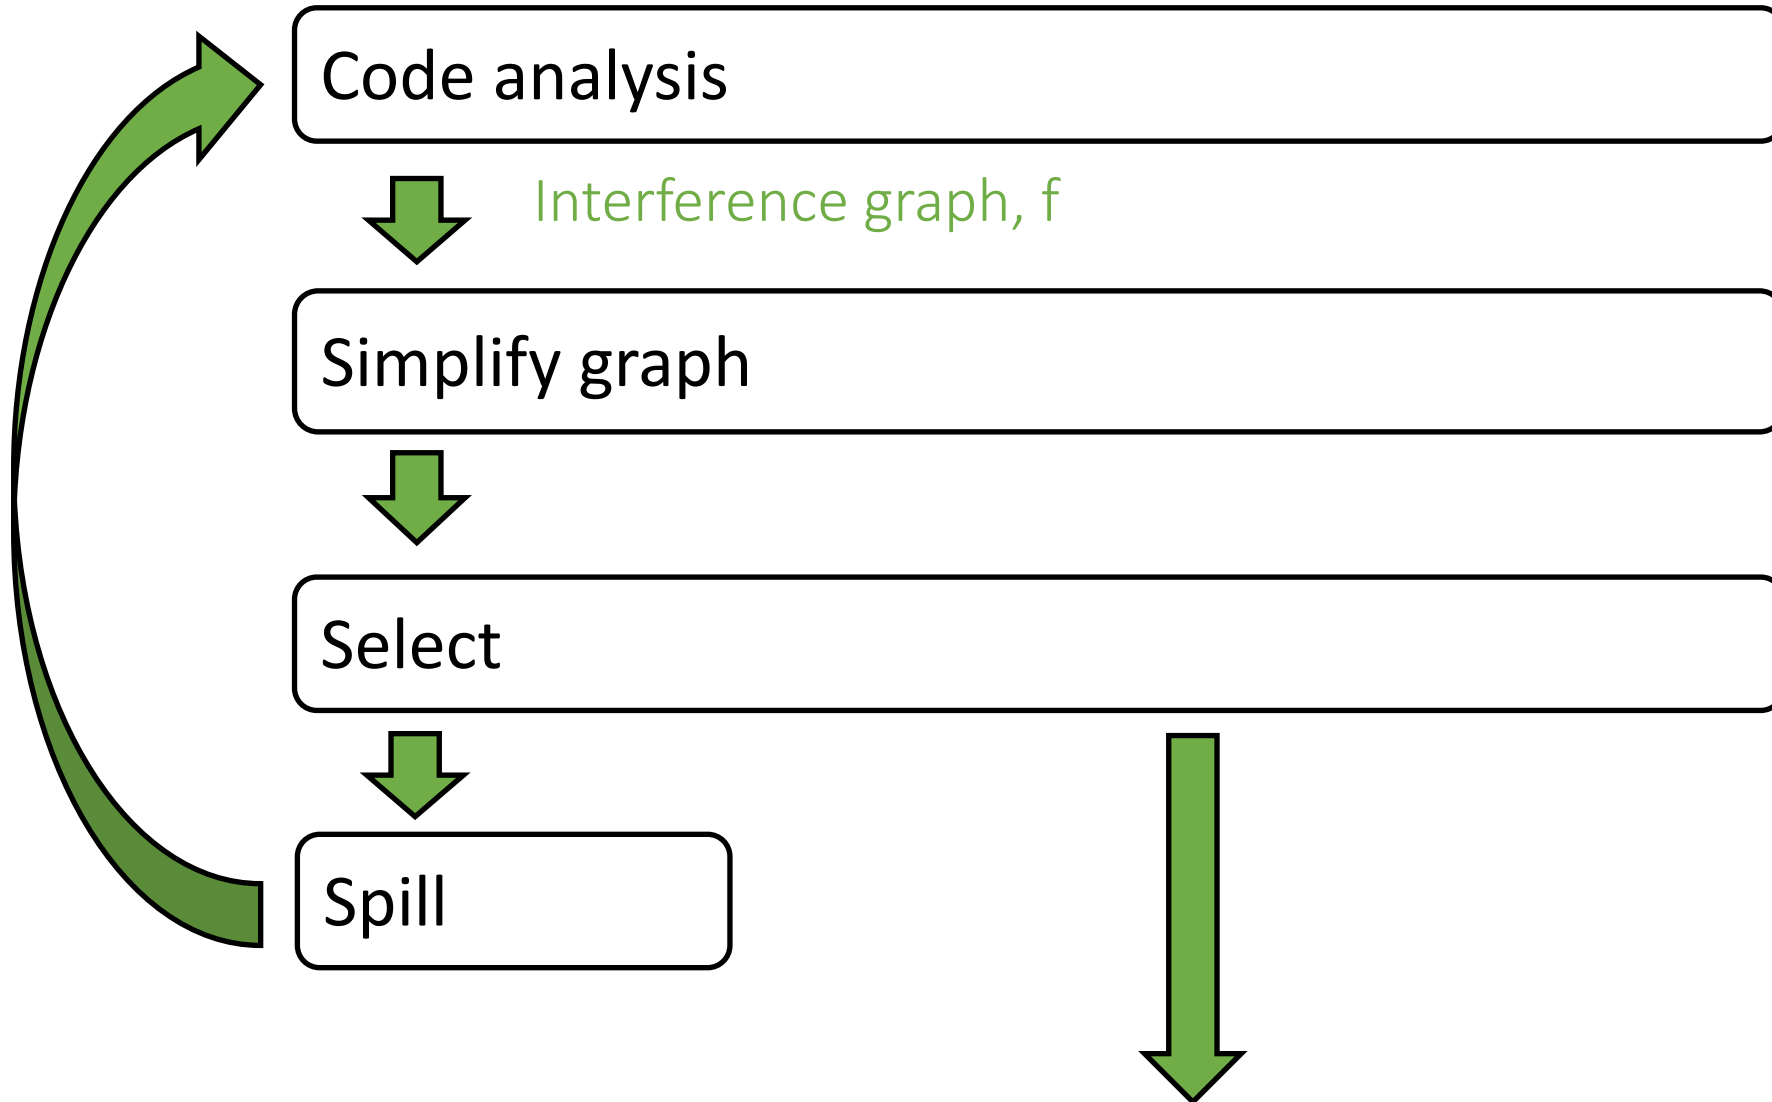 Code analysis
Interference graph, f
Simplify graph
Select
Spill